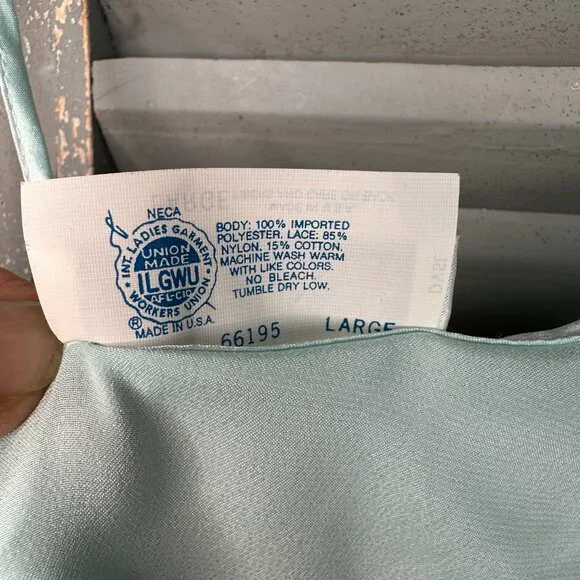 NECA
INT. LADIES GARMENT WORKERS UNION
UNION
MADE
ILGWU
AFL-CIO
®
MADE IN U.S.A.
BODY: 100% IMPORTED
POLYESTER, LACE: 85%
NYLON, 15% COTTON.
MACHINE WASH WARM
WITH LIKE COLORS.
NO BLEACH.
TUMBLE DRY LOW.
66195 LARGE